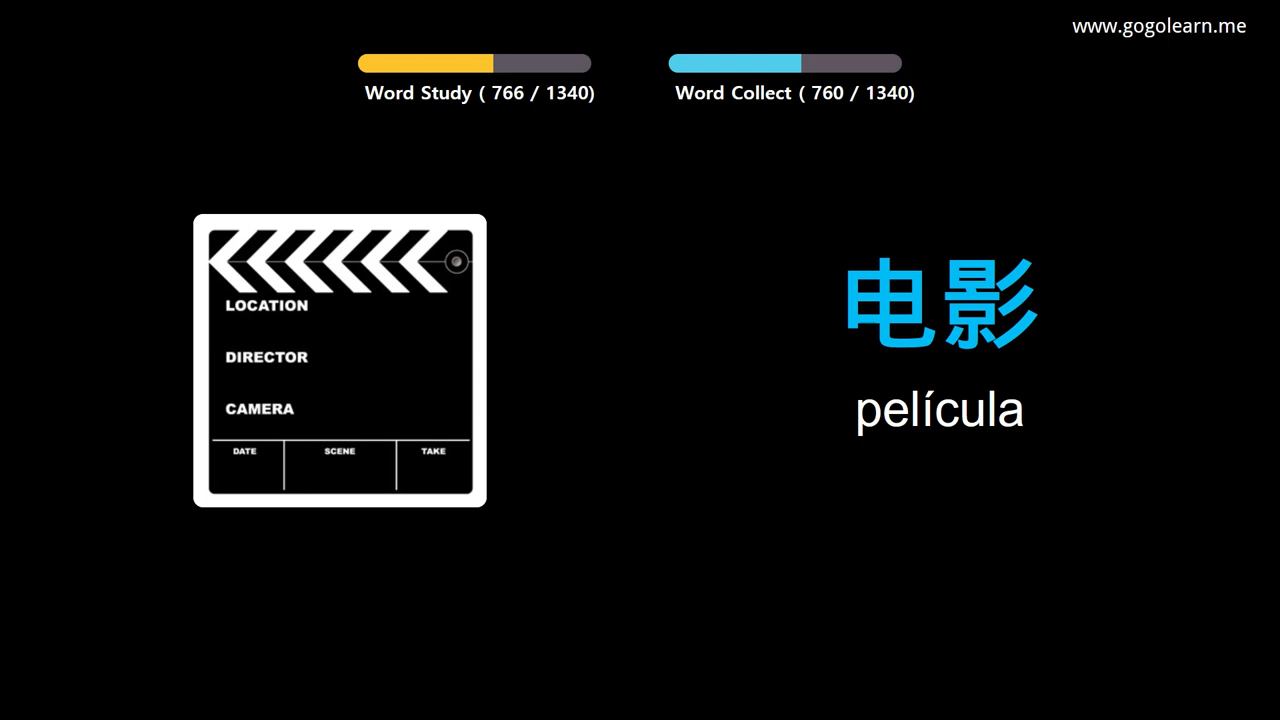 www.gogolearn.me
Word Study ( 766 / 1340)
Word Collect ( 760 / 1340)
LOCATION
DIRECTOR
CAMERA
DATE SCENE TAKE
电影
película